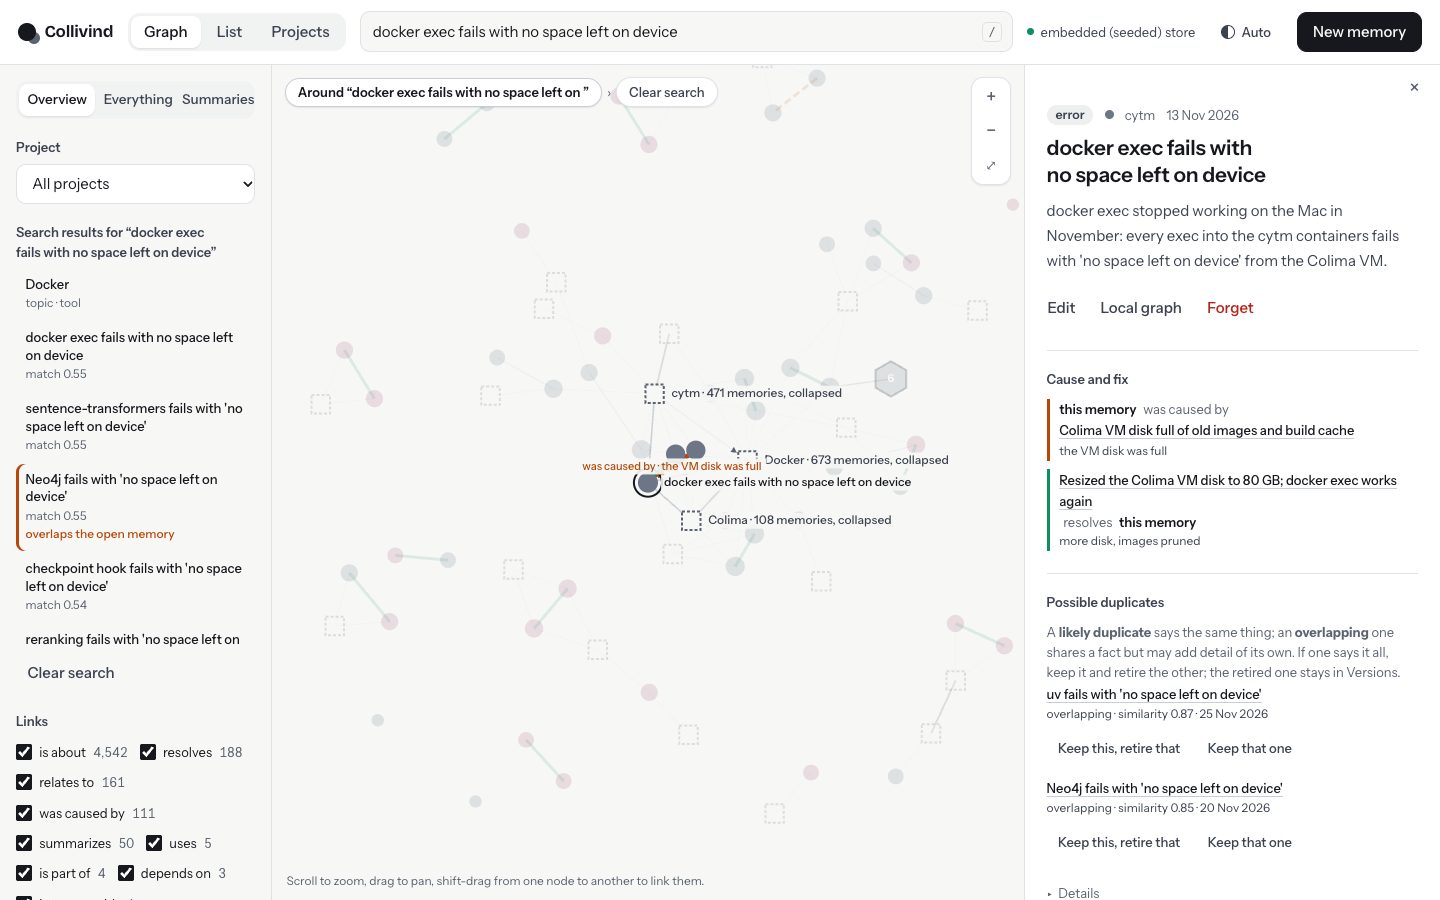 Collivind
Graph
List
Projects
docker exec fails with no space left on device
/
embedded (seeded) store
Auto
New memory
Overview
Everything
Summaries
Project
All projects
Search results for “docker exec
fails with no space left on device”
Docker
topic · tool
docker exec fails with no space left
on device
match 0.55
sentence-transformers fails with 'no
space left on device'
match 0.55
Neo4j fails with 'no space left on
device'
match 0.55
overlaps the open memory
checkpoint hook fails with 'no space
left on device'
match 0.54
reranking fails with 'no space left on
Clear search
Links
is about 4,542
resolves 188
relates to 161
was caused by 111
summarizes 50
uses 5
is part of 4
depends on 3
Around “docker exec fails with no space left on ”
›
Clear search
+
−
6
cytm · 471 memories, collapsed
Docker · 673 memories, collapsed
was caused by · the VM disk was full
docker exec fails with no space left on device
Colima · 108 memories, collapsed
Scroll to zoom, drag to pan, shift-drag from one node to another to link them.
×
error
cytm
13 Nov 2026
docker exec fails with
no space left on device
docker exec stopped working on the Mac in
November: every exec into the cytm containers fails
with 'no space left on device' from the Colima VM.
Edit
Local graph
Forget
Cause and fix
this memory was caused by
Colima VM disk full of old images and build cache
the VM disk was full
Resized the Colima VM disk to 80 GB; docker exec works
again
resolves this memory
more disk, images pruned
Possible duplicates
A likely duplicate says the same thing; an overlapping one
shares a fact but may add detail of its own. If one says it all,
keep it and retire the other; the retired one stays in Versions.
uv fails with 'no space left on device'
overlapping · similarity 0.87 · 25 Nov 2026
Keep this, retire that
Keep that one
Neo4j fails with 'no space left on device'
overlapping · similarity 0.85 · 20 Nov 2026
Keep this, retire that
Keep that one
Details